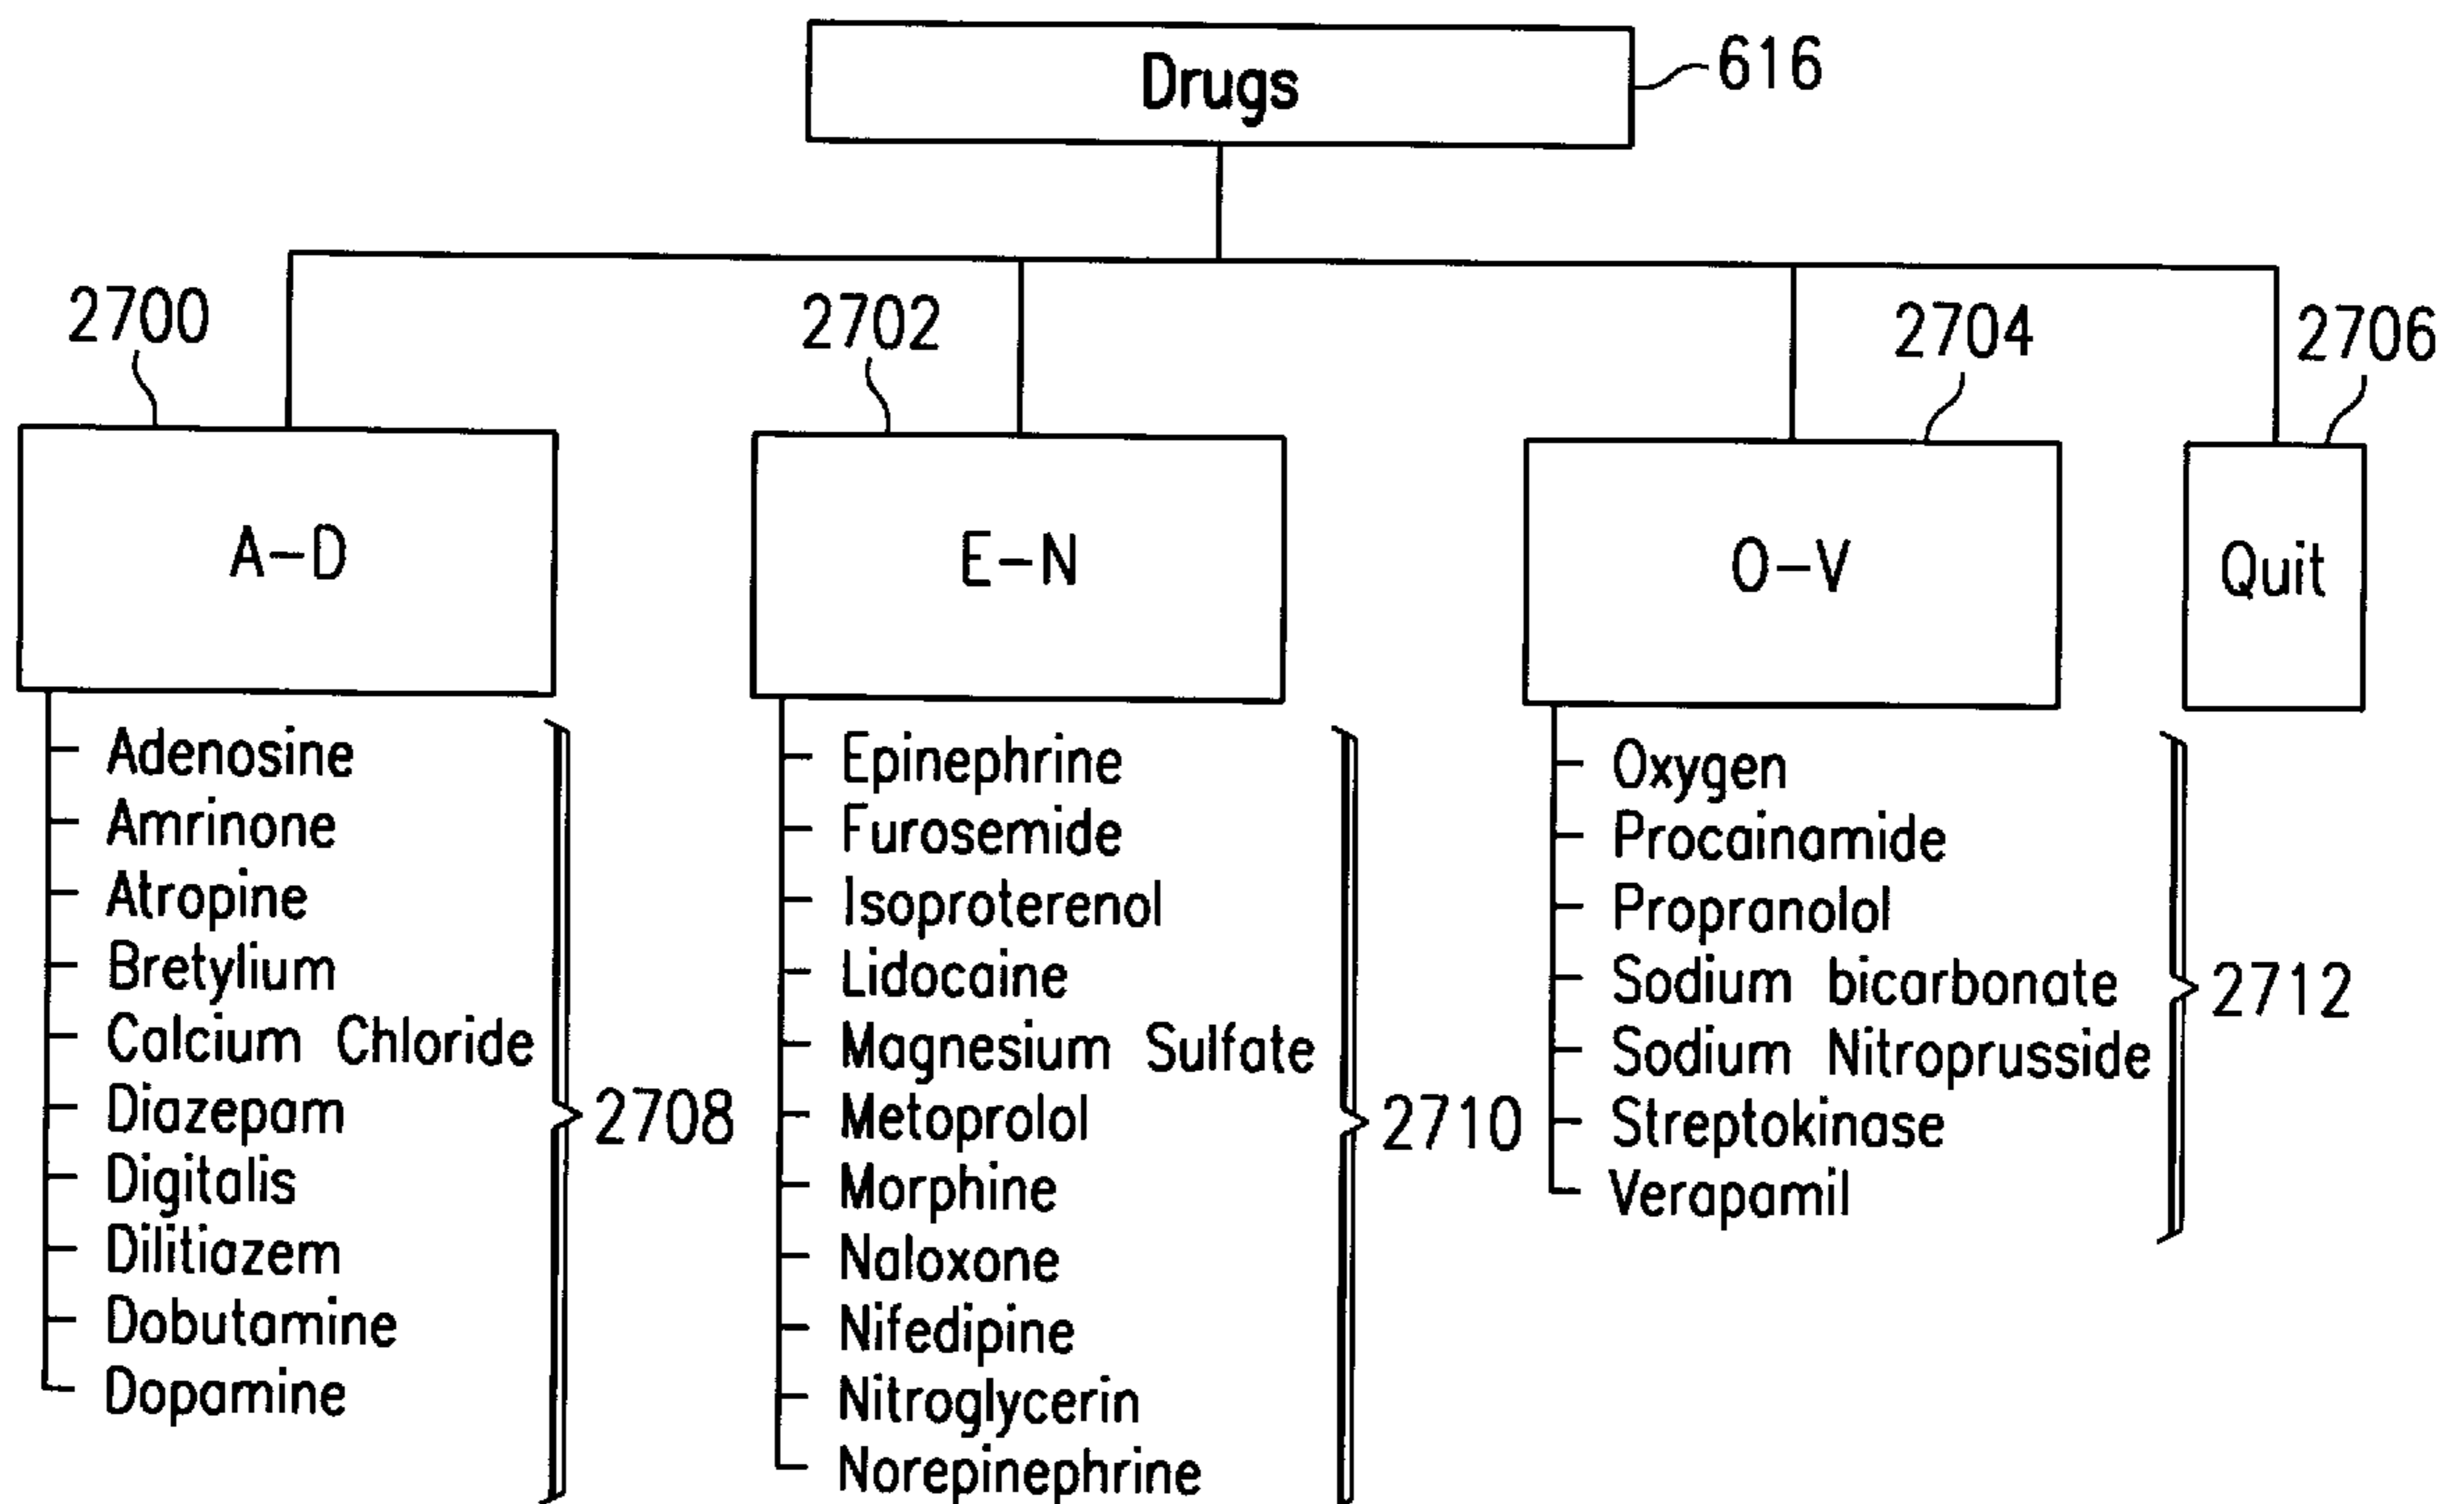 Drugs
616
2700
2702
2704
2706
A-D
E-N
O-V
Quit
Adenosine
Amrinone
Atropine
Bretylium
Calcium Chloride
Diazepam
Digitalis
Dilitiazem
Dobutamine
Dopamine
2708
Epinephrine
Furosemide
Isoproterenol
Lidocaine
Magnesium Sulfate
Metoprolol
Morphine
Naloxone
Nifedipine
Nitroglycerin
Norepinephrine
2710
Oxygen
Procainamide
Propranolol
Sodium bicarbonate
Sodium Nitroprusside
Streptokinase
Verapamil
2712